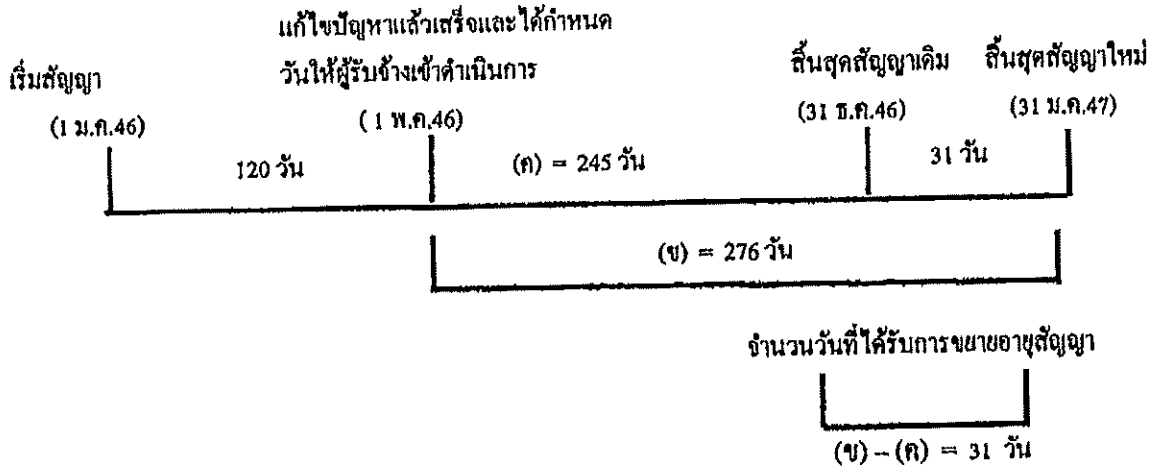 แก้ไขปัญหาแล้วเสร็จและได้กำหนด
วันให้ผู้รับจ้างเข้าดำเนินการ
เริ่มสัญญา
สิ้นสุดสัญญาเดิม
สิ้นสุดสัญญาใหม่
(1 ม.ค.46)
( 1 พ.ค.46)
(31 ธ.ค.46)
(31 ม.ค.47)
120 วัน
(ค) = 245 วัน
31 วัน
(ข) = 276 วัน
จำนวนวันที่ได้รับการขยายอายุสัญญา
(ข) – (ค) = 31 วัน